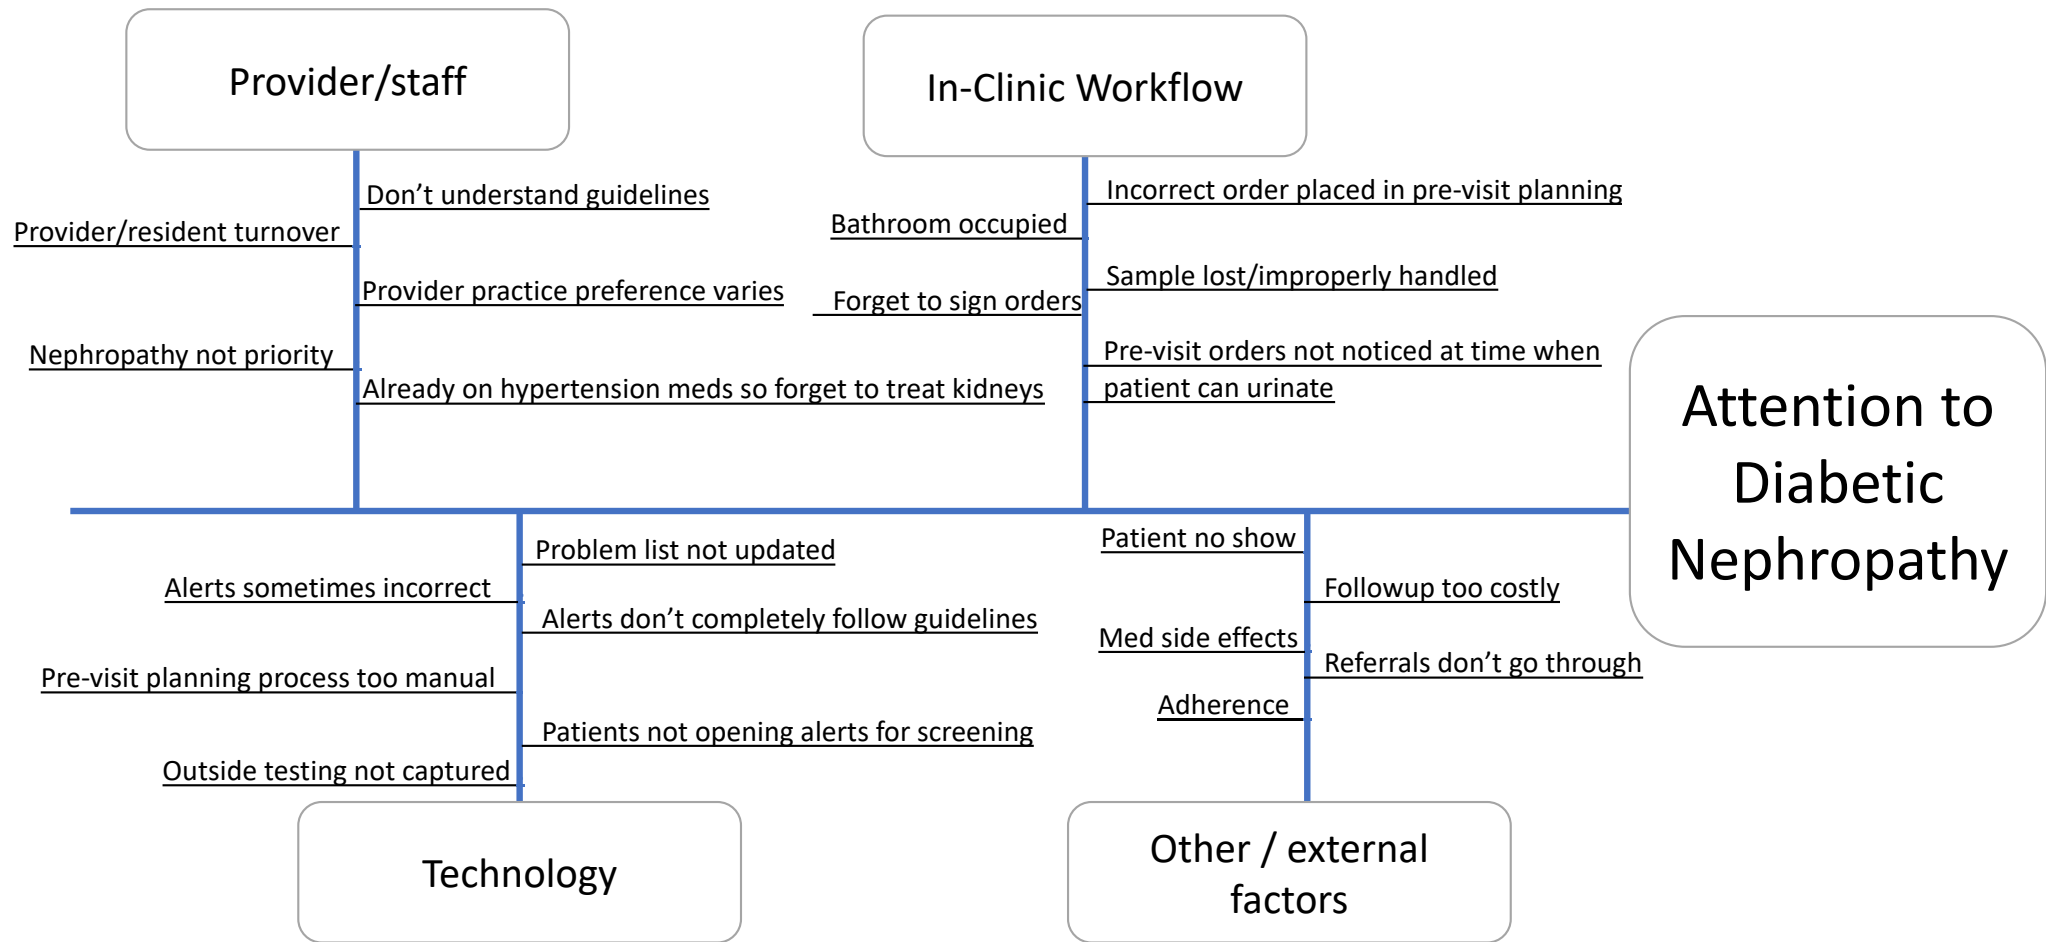 Provider/staff
Don’t understand guidelines
Provider/resident turnover
Provider practice preference varies
Nephropathy not priority
Already on hypertension meds so forget to treat kidneys
In-Clinic Workflow
Incorrect order placed in pre-visit planning
Bathroom occupied
Sample lost/improperly handled
Forget to sign orders
Pre-visit orders not noticed at time when
patient can urinate
Attention to
Diabetic
Nephropathy
Problem list not updated
Alerts sometimes incorrect
Alerts don’t completely follow guidelines
Pre-visit planning process too manual
Patients not opening alerts for screening
Outside testing not captured
Technology
Patient no show
Followup too costly
Med side effects
Referrals don’t go through
Adherence
Other / external
factors